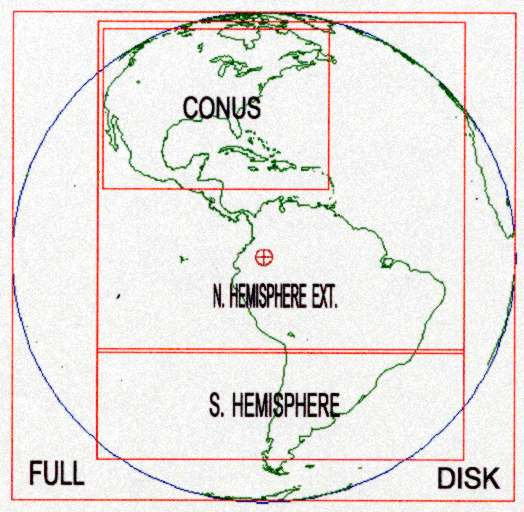 CONUS
N. HEMISPHERE EXT.
S. HEMISPHERE
FULL DISK